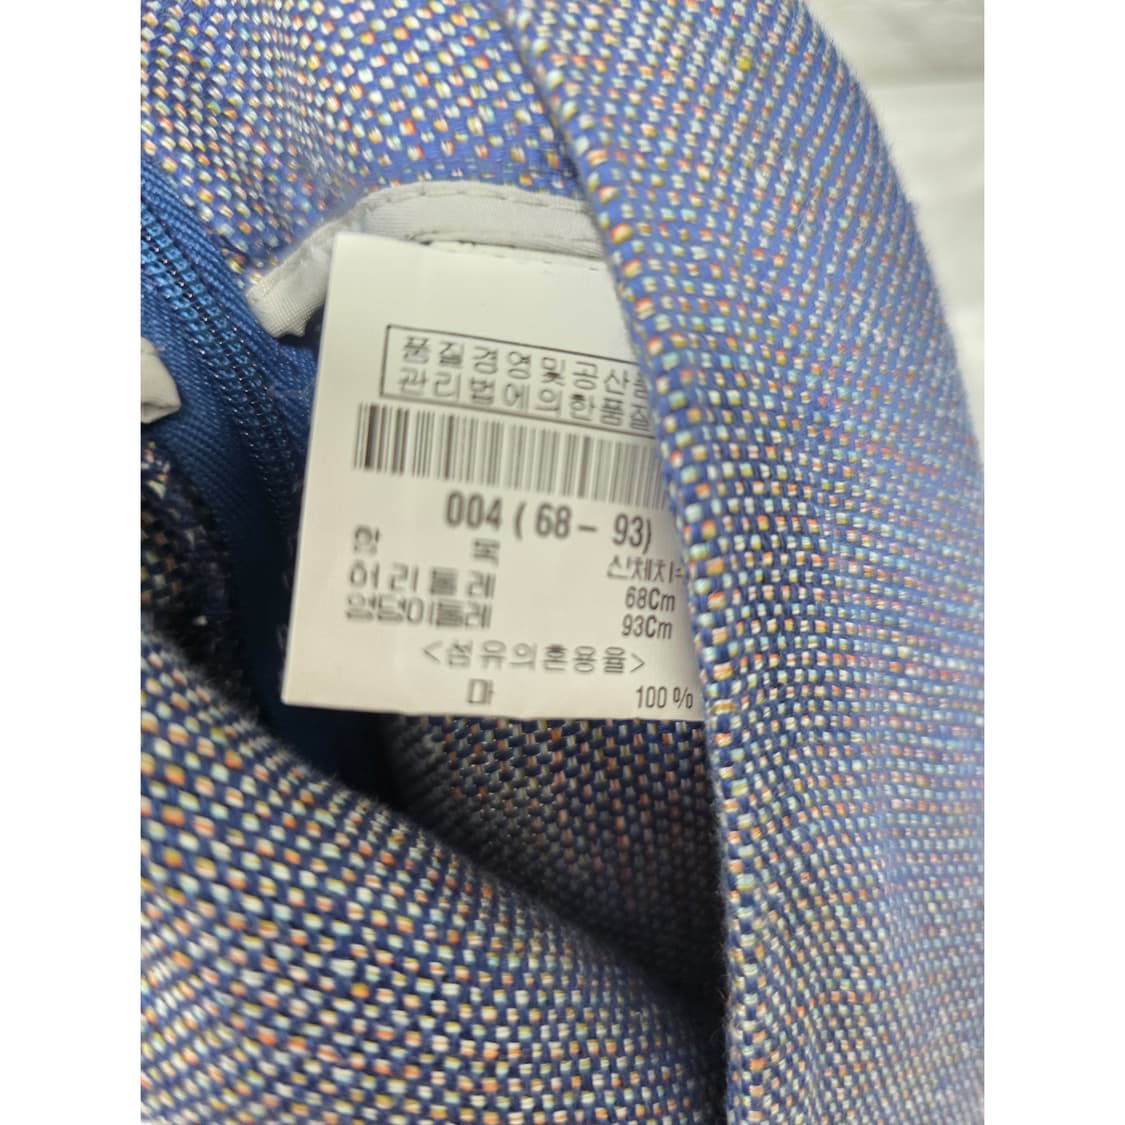 품질경영및공산품
관리법에의한품질
004 ( 68 - 93)
항 목 신체치수
허리둘레 68Cm
엉덩이둘레 93Cm
<섬유의혼용율>
마 100 %